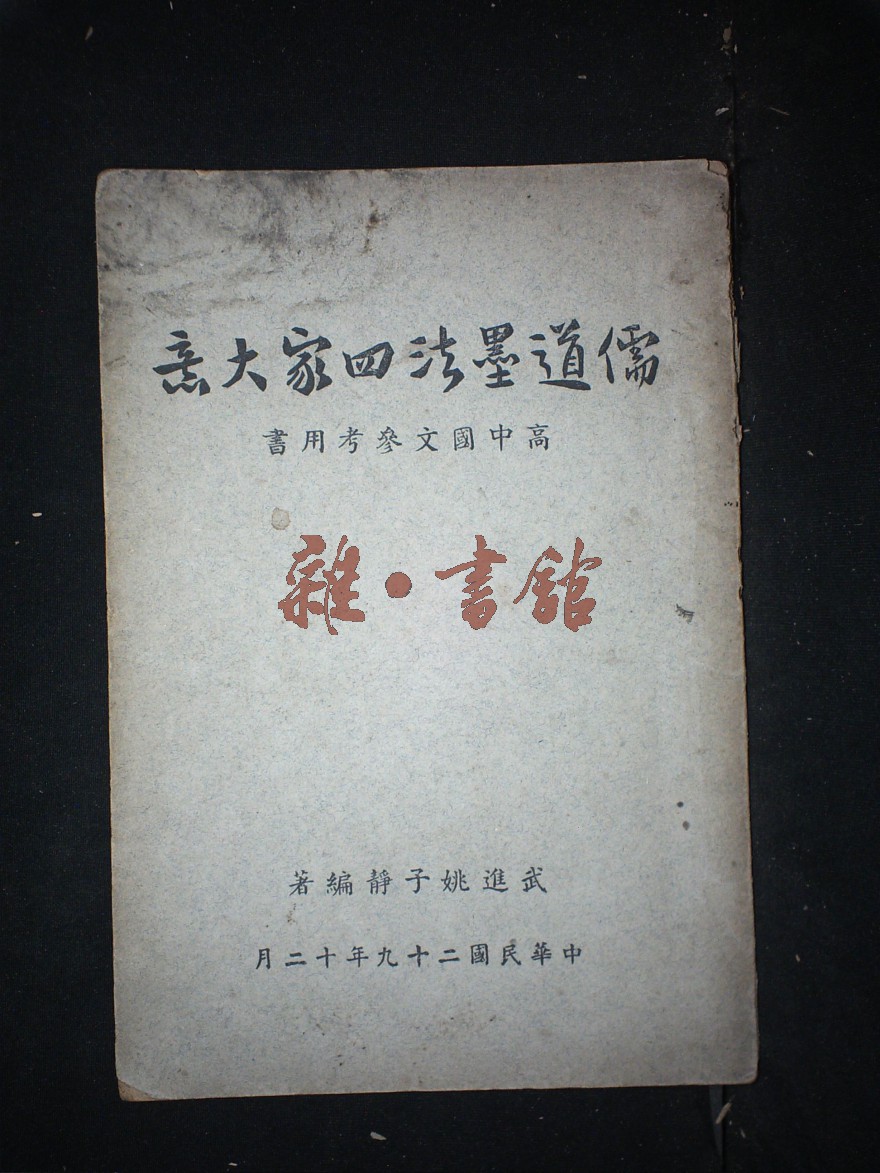 儒道墨法四家大意
高中國文參考用書
雜·書館
武進姚子靜編著
中華民國二十九年十二月